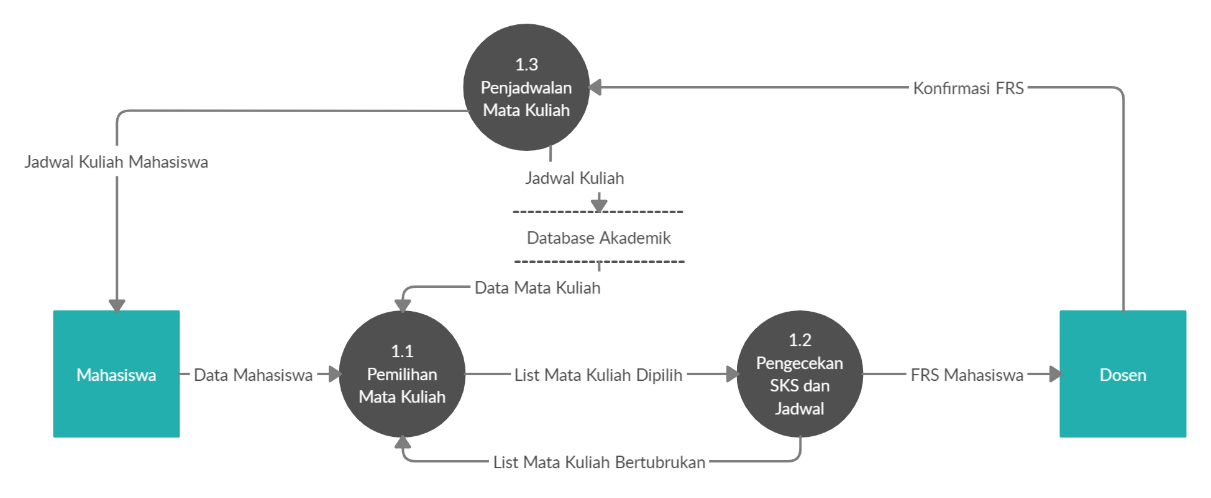 1.3
Penjadwalan
Mata Kuliah
Konfirmasi FRS
Jadwal Kuliah Mahasiswa
Jadwal Kuliah
Database Akademik
Data Mata Kuliah
Mahasiswa
Data Mahasiswa
1.1
Pemilihan
Mata Kuliah
List Mata Kuliah Dipilih
1.2
Pengecekan
SKS dan
Jadwal
FRS Mahasiswa
Dosen
List Mata Kuliah Bertubrukan